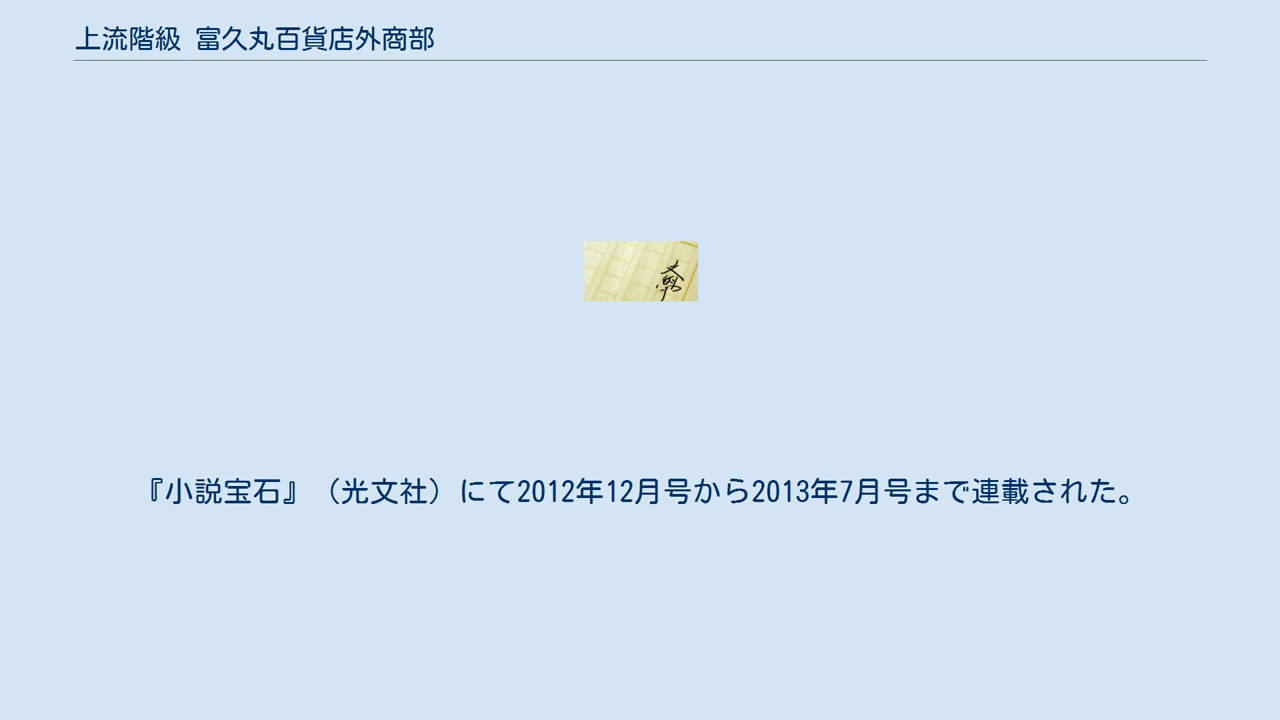 上流階級 富久丸百貨店外商部
『小説宝石』（光文社）にて2012年12月号から2013年7月号まで連載された。